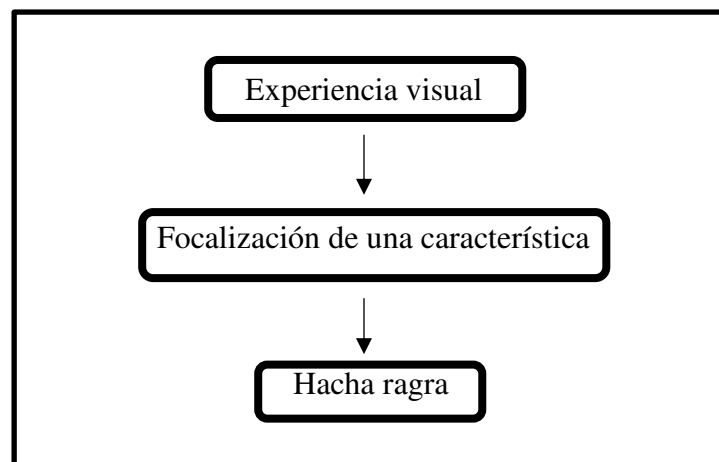 Experiencia visual
Focalización de una característica
Hacha ragra